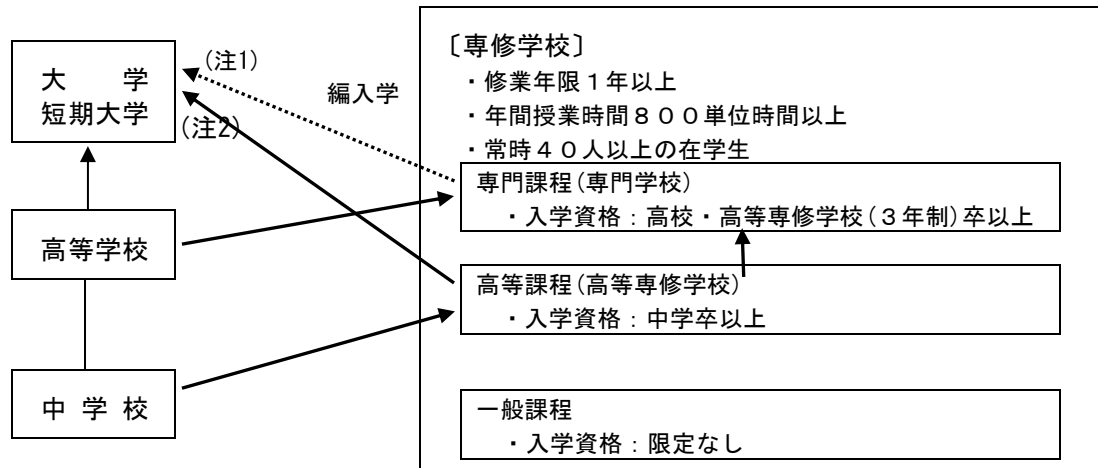 大　　学
短期大学
高等学校
中 学 校
(注1)
(注2)
編入学
〔専修学校〕
・修業年限１年以上
・年間授業時間８００単位時間以上
・常時４０人以上の在学生
専門課程(専門学校)
・入学資格：高校・高等専修学校(３年制)卒以上
高等課程(高等専修学校)
・入学資格：中学卒以上
一般課程
・入学資格：限定なし